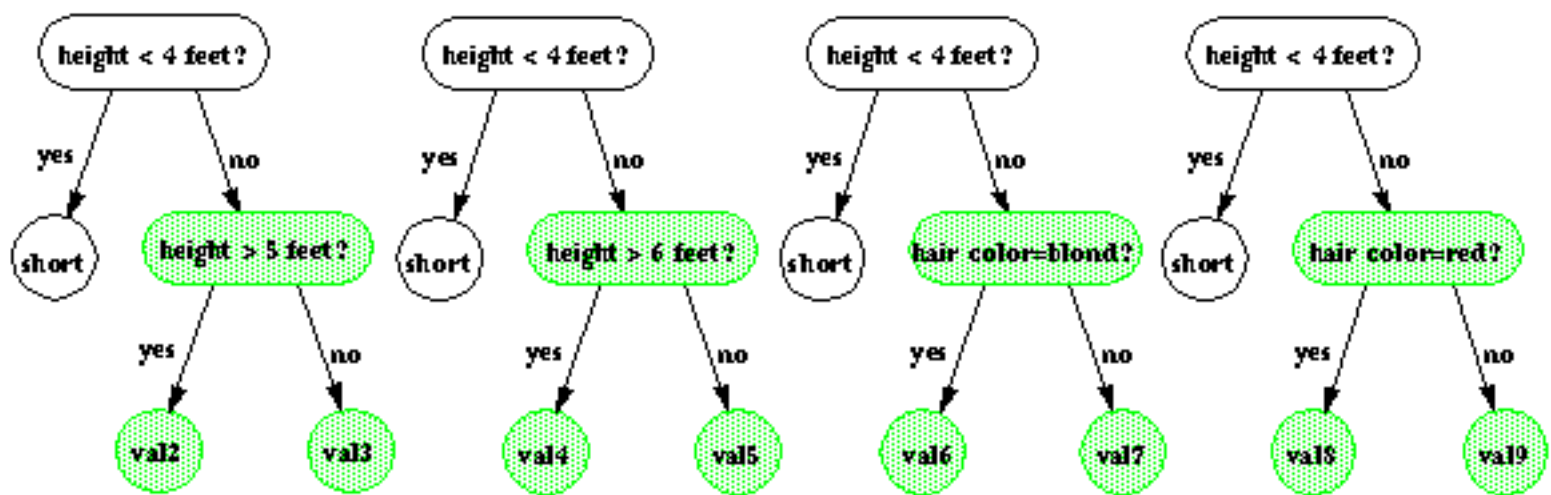 height < 4 feet?
yes
no
short
height > 5 feet?
yes
no
val2
val3
height < 4 feet?
yes
no
short
height > 6 feet?
yes
no
val4
val5
height < 4 feet?
yes
no
short
hair color=blond?
yes
no
val6
val7
height < 4 feet?
yes
no
short
hair color=red?
yes
no
val8
val9